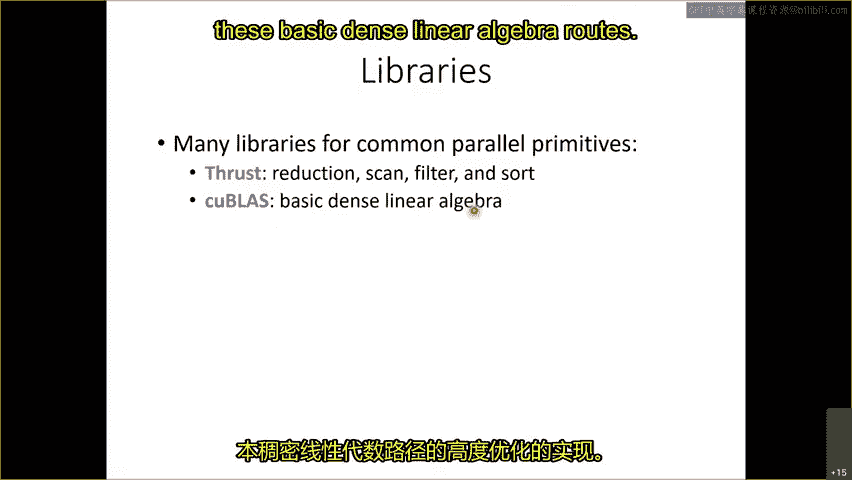 these basic dense linear algebra routes.
Libraries
• Many libraries for common parallel primitives:
• Thrust: reduction, scan, filter, and sort
• cuBLAS: basic dense linear algebra
本稠密线性代数路径的高度优化的实现。
+15